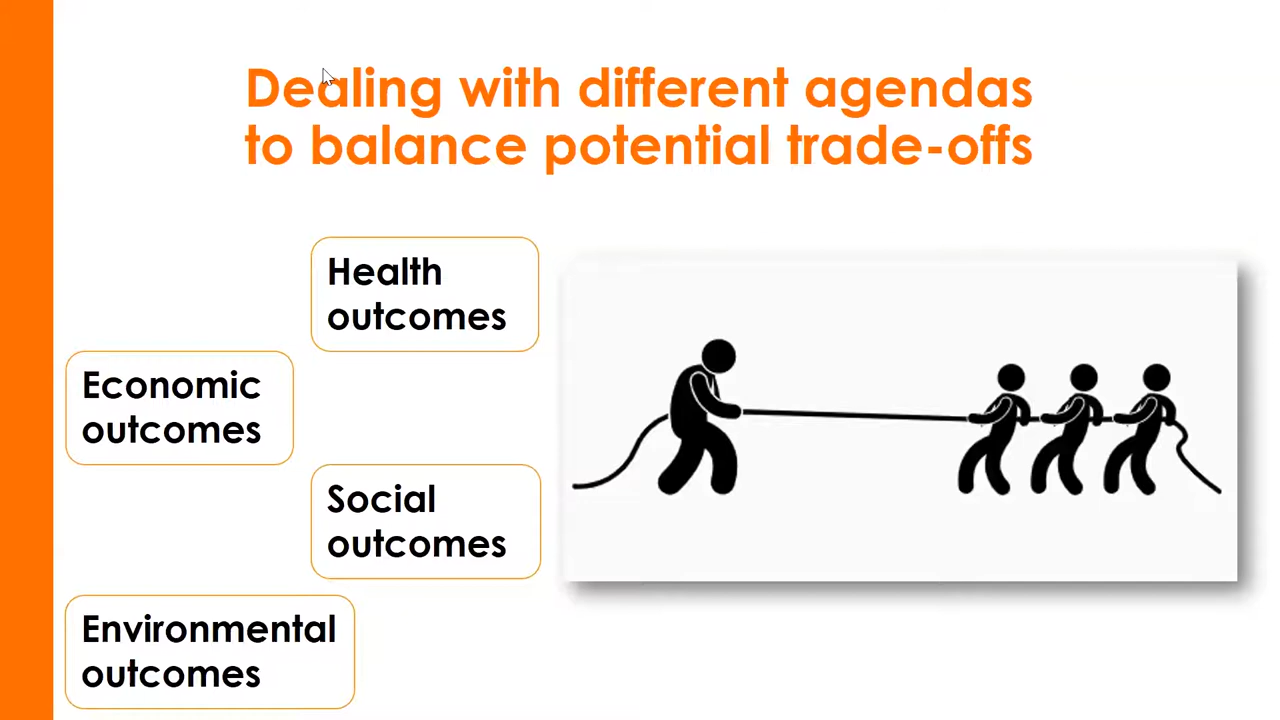 Dealing with different agendas
to balance potential trade-offs
Health
outcomes
Economic
outcomes
Social
outcomes
Environmental
outcomes